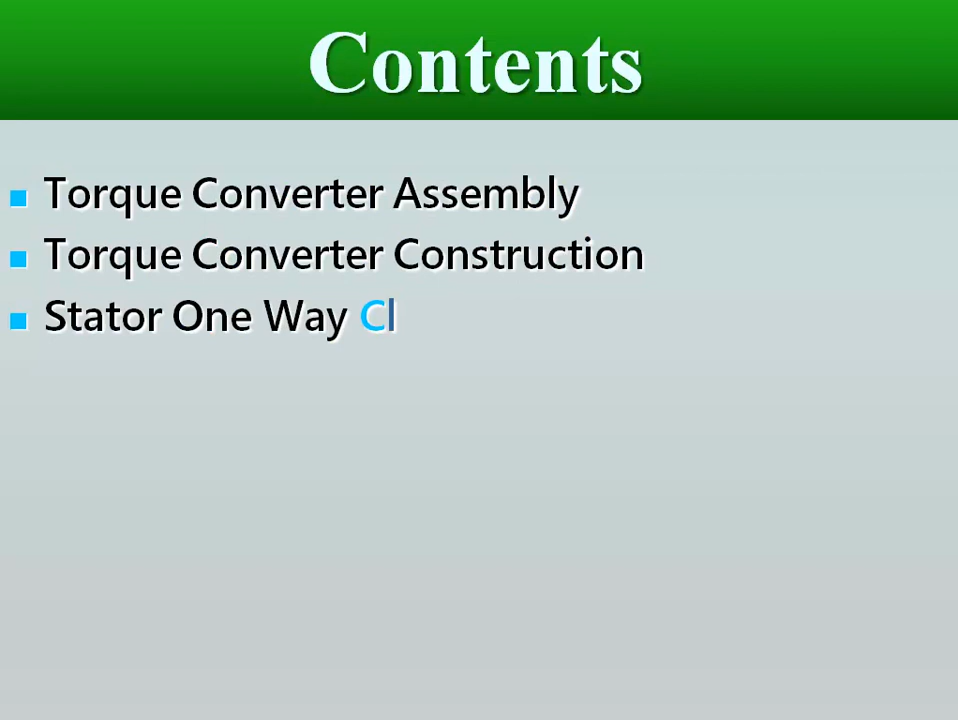 Contents
Torque Converter Assembly
Torque Converter Construction
Stator One Way Cl